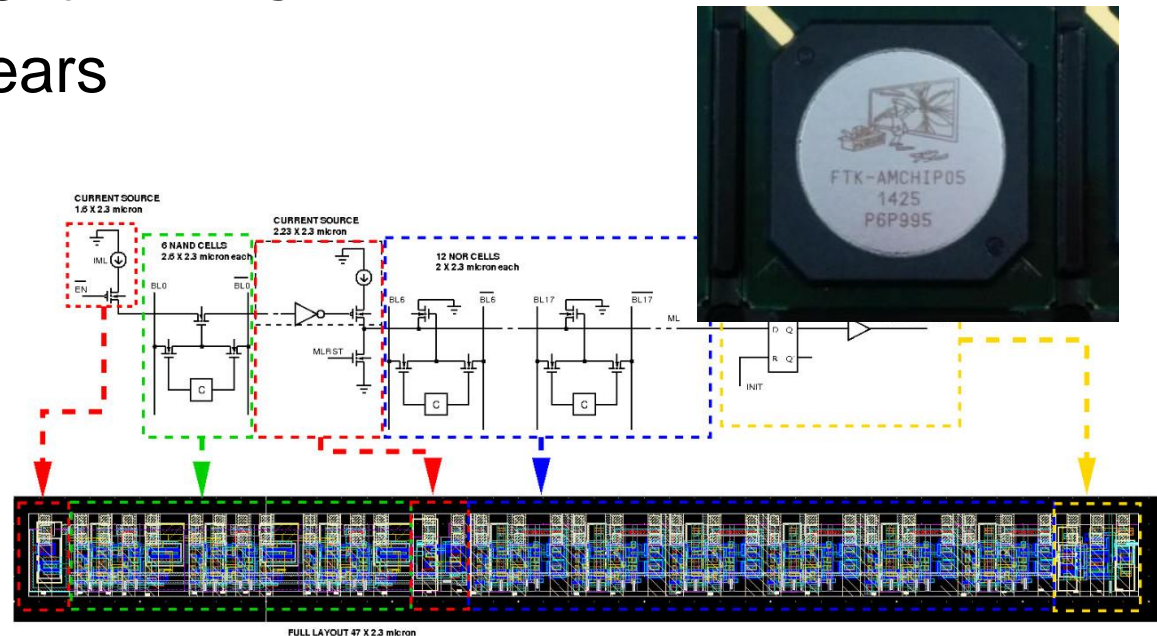 ears
FTK-AMCHIP05
1425
P6P995
CURRENT SOURCE
1.6 X 2.3 micron
IML
EN
6 NAND CELLS
2.6 X 2.3 micron each
BL0
BL0
CURRENT SOURCE
2.23 X 2.3 micron
MLRST
12 NOR CELLS
2 X 2.3 micron each
BL6
BL6
BL17
BL17
ML
C
C
C
D Q
R Q
INIT
FULL LAYOUT 47 X 2.3 micron